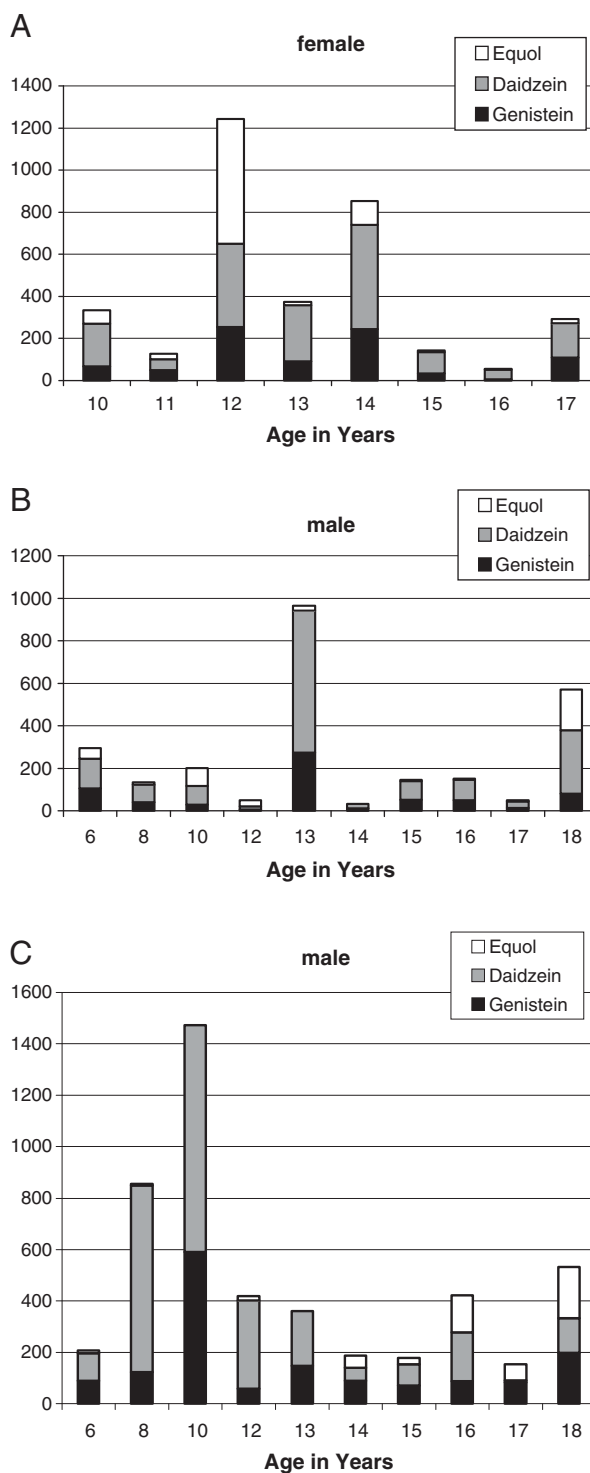 A
female
Equol
Daidzein
Genistein
1400
1200
1000
800
600
400
200
0
10 11 12 13 14 15 16 17
Age in Years
B
male
Equol
Daidzein
Genistein
1200
1000
800
600
400
200
0
6 8 10 12 13 14 15 16 17 18
Age in Years
C
male
Equol
Daidzein
Genistein
1600
1400
1200
1000
800
600
400
200
0
6 8 10 12 13 14 15 16 17 18
Age in Years